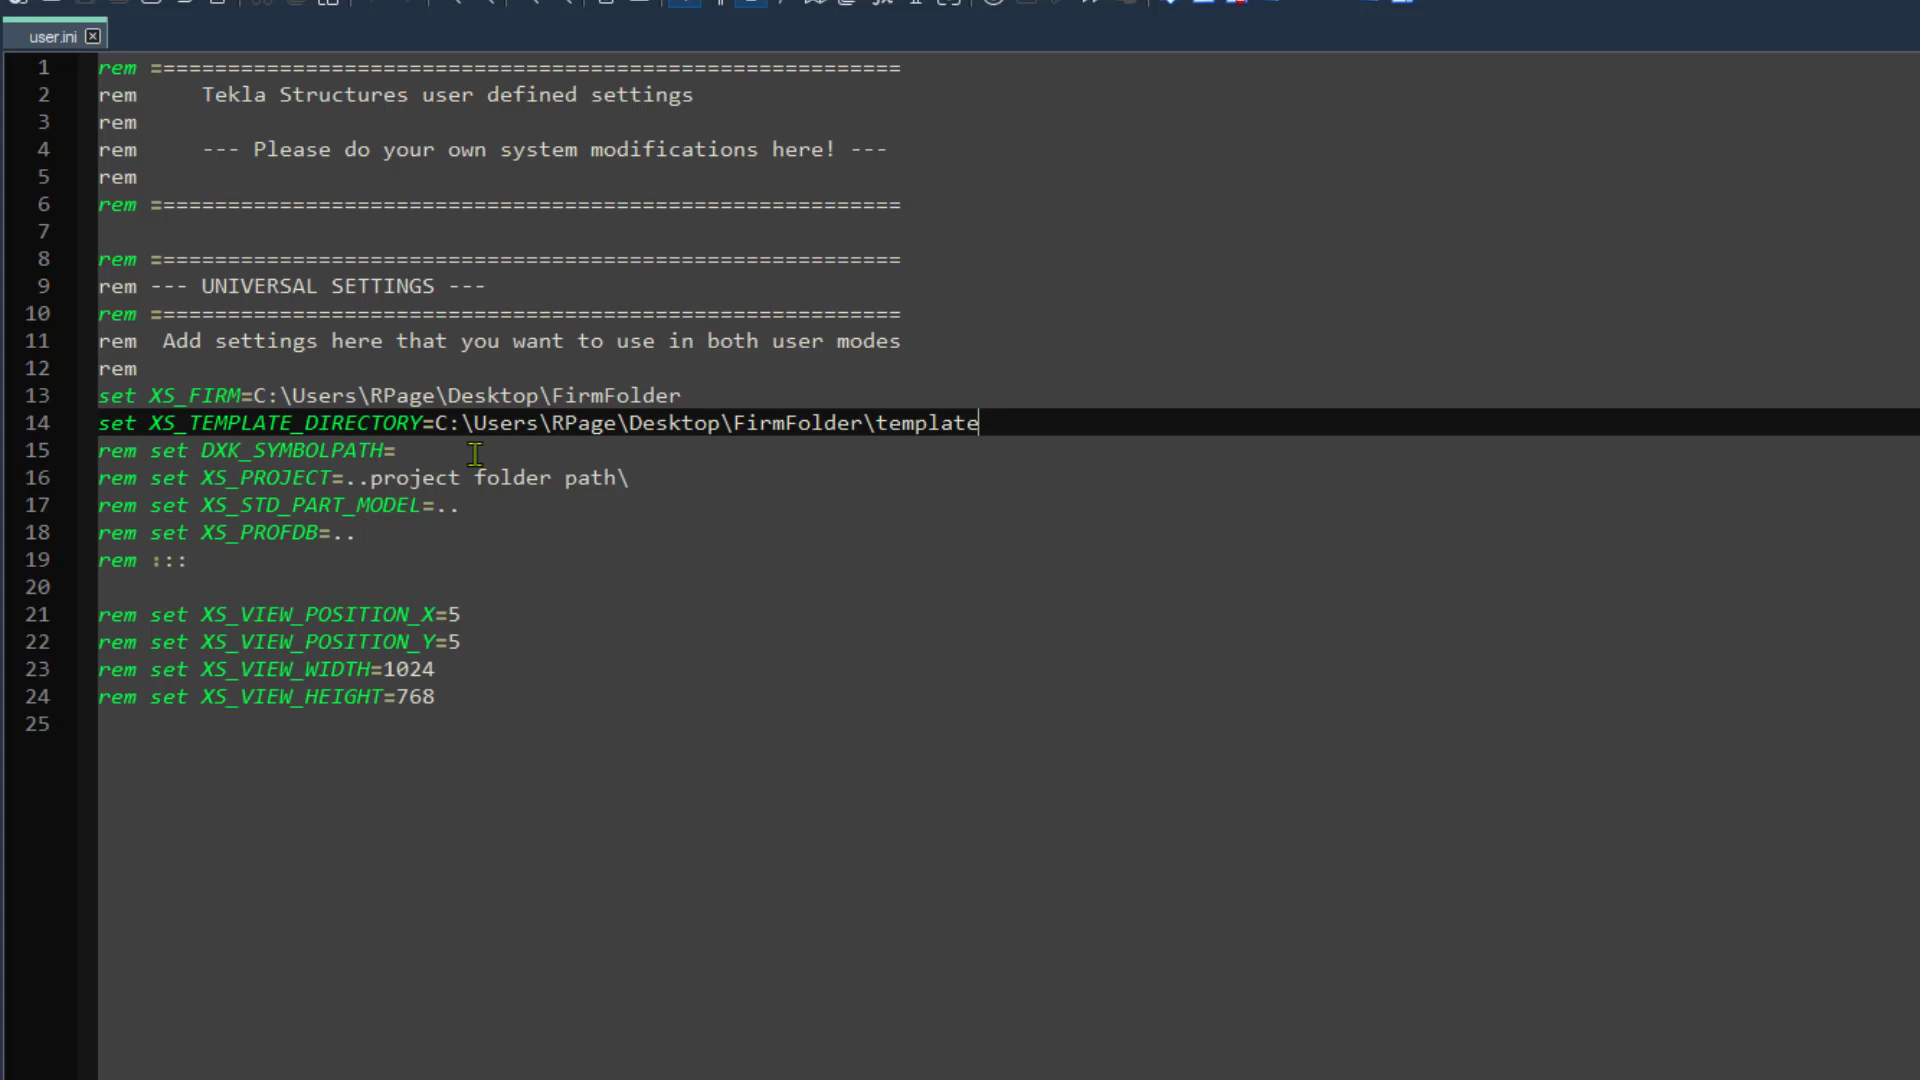 user.ini
1 rem =========================================================
2 rem     Tekla Structures user defined settings
3 rem
4 rem     --- Please do your own system modifications here! ---
5 rem
6 rem =========================================================
7
8 rem =========================================================
9 rem --- UNIVERSAL SETTINGS ---
10 rem =========================================================
11 rem  Add settings here that you want to use in both user modes
12 rem
13 set XS_FIRM=C:\Users\RPage\Desktop\FirmFolder
14 set XS_TEMPLATE_DIRECTORY=C:\Users\RPage\Desktop\FirmFolder\template
15 rem set DXK_SYMBOLPATH=
16 rem set XS_PROJECT=..project folder path\
17 rem set XS_STD_PART_MODEL=..
18 rem set XS_PROFDB=..
19 rem :::
20
21 rem set XS_VIEW_POSITION_X=5
22 rem set XS_VIEW_POSITION_Y=5
23 rem set XS_VIEW_WIDTH=1024
24 rem set XS_VIEW_HEIGHT=768
25